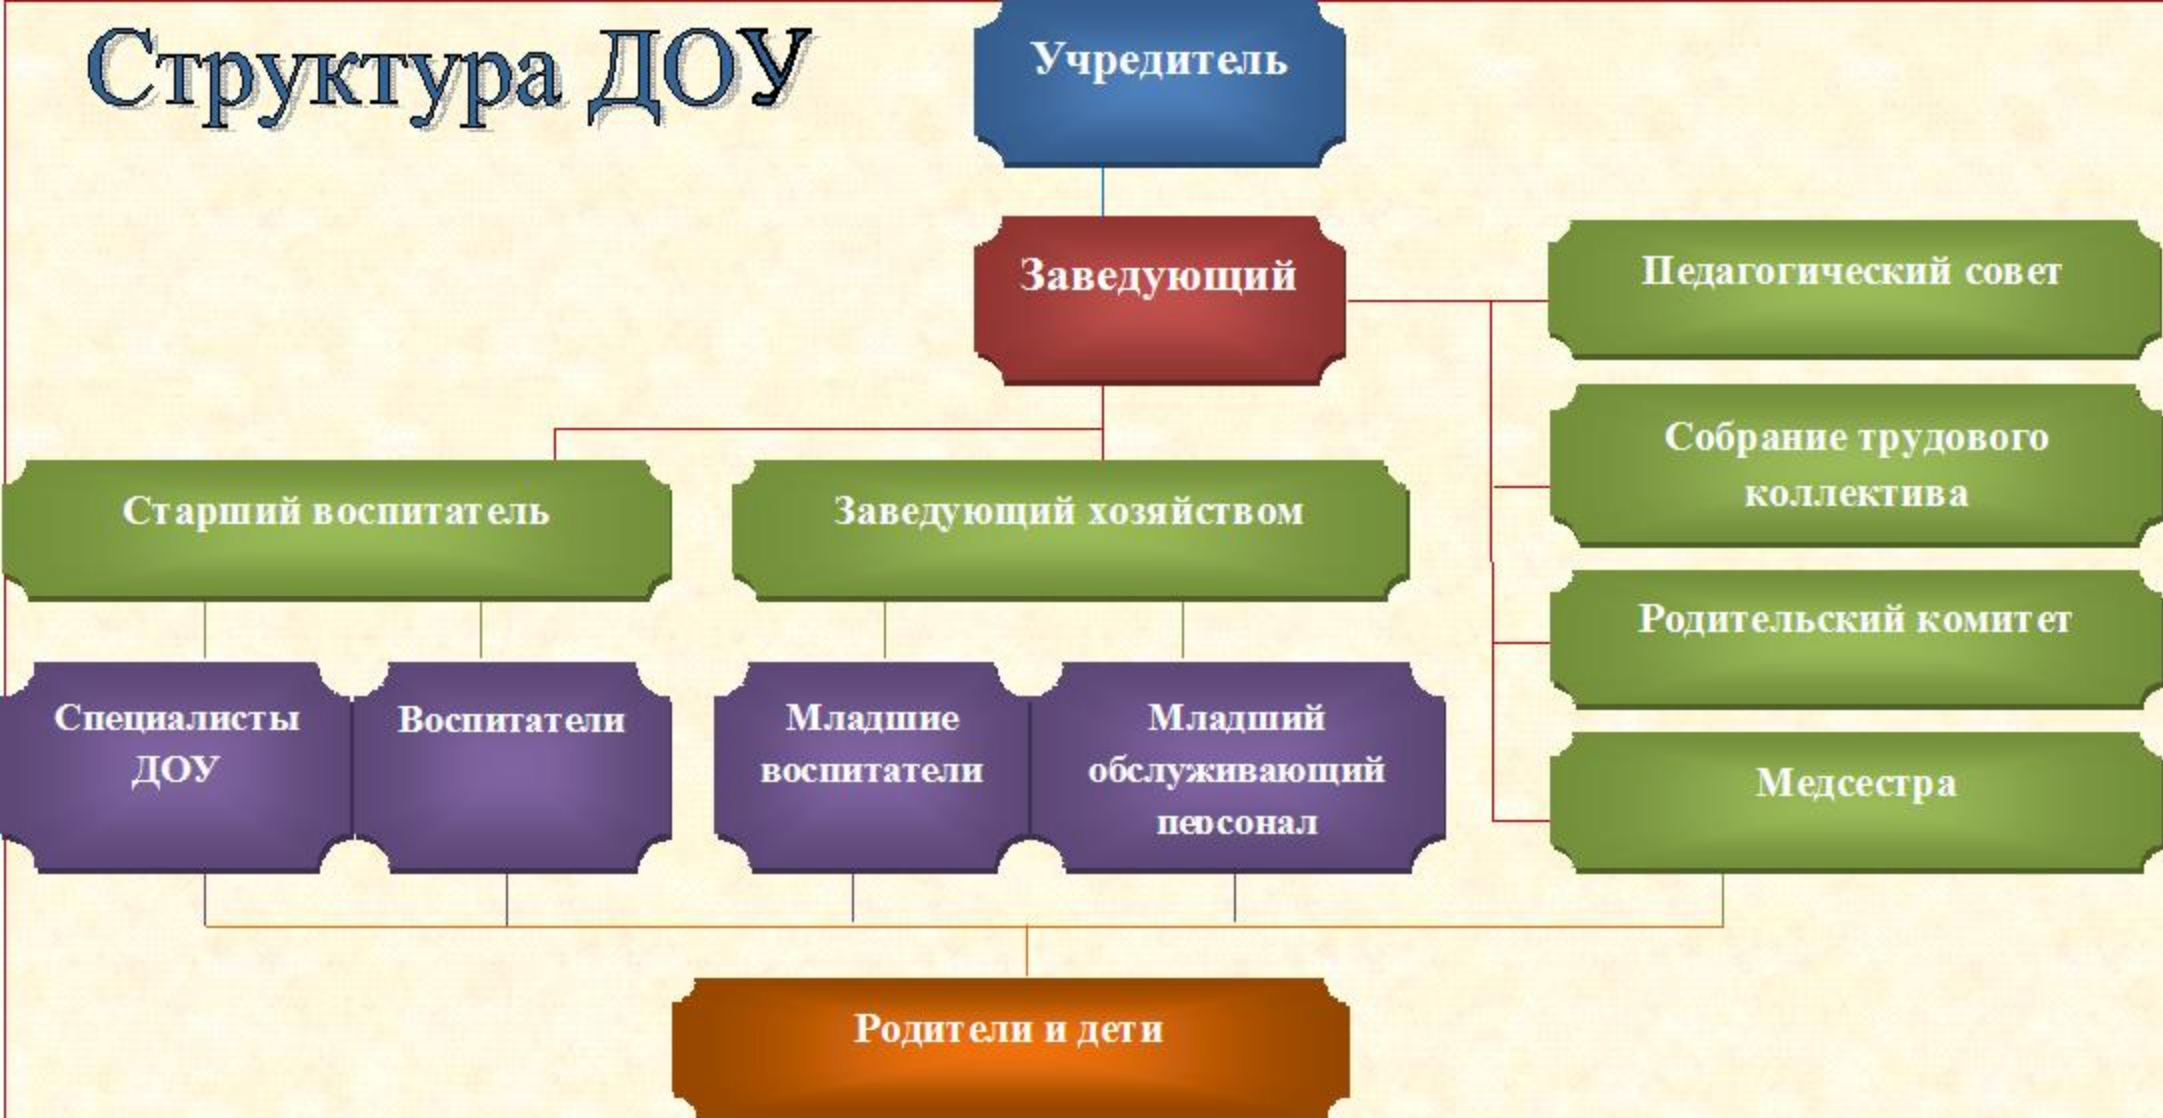 Структура ДОУ
Учредитель
Заведующий
Педагогический совет
Собрание трудового
коллектива
Родительский комитет
Медсестра
Старший воспитатель
Заведующий хозяйством
Специалисты
ДОУ
Воспитатели
Младшие
воспитатели
Младший
обслуживающий
персонал
Родители и дети